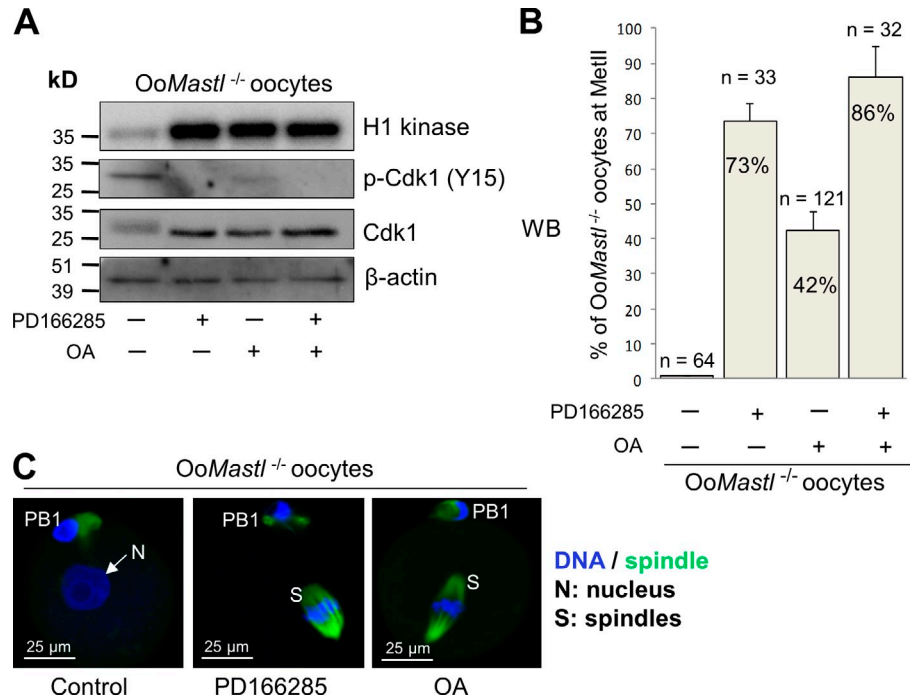 A
kD
OoMastl -/- oocytes
35
H1 kinase
35
25
p-Cdk1 (Y15)
35
25
Cdk1
51
39
β-actin
PD166285 — + — +
OA — — + +
WB
B
% of OoMastl -/- oocytes at MetII
100
90
80
70
60
50
40
30
20
10
0
n = 64
n = 33
73%
n = 121
42%
n = 32
86%
PD166285 — + — +
OA — — + +
OoMastl -/- oocytes
C
OoMastl -/- oocytes
PB1
N
25 µm
Control
PB1
S
25 µm
PD166285
PB1
S
25 µm
OA
DNA / spindle
N: nucleus
S: spindles